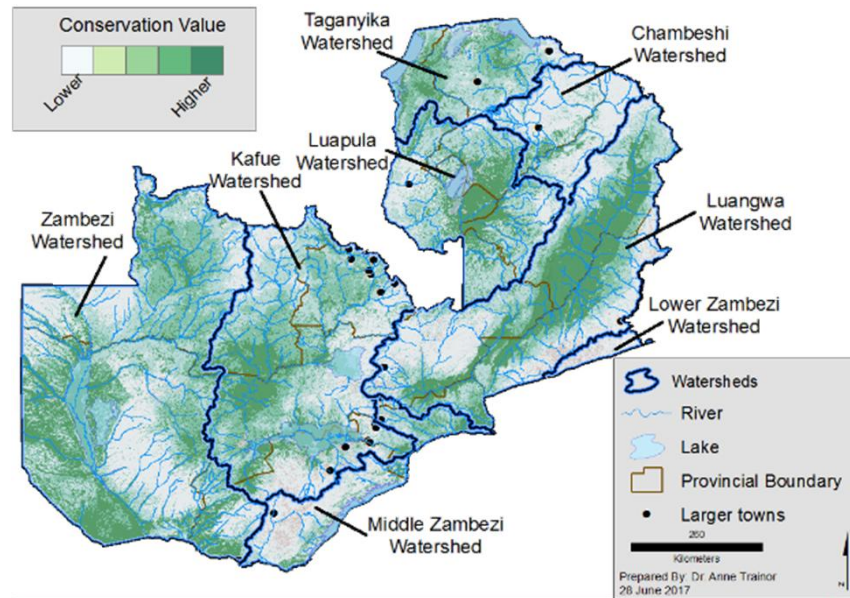 Conservation Value
Lower
Higher
Taganyika
Watershed
Chambeshi
Watershed
Luapula
Watershed
Kafue
Watershed
Zambezi
Watershed
Luangwa
Watershed
Lower Zambezi
Watershed
Middle Zambezi
Watershed
Watersheds
River
Lake
Provincial Boundary
Larger towns
260
Kilometers
Prepared By: Dr. Anne Trainor
28 June 2017
N